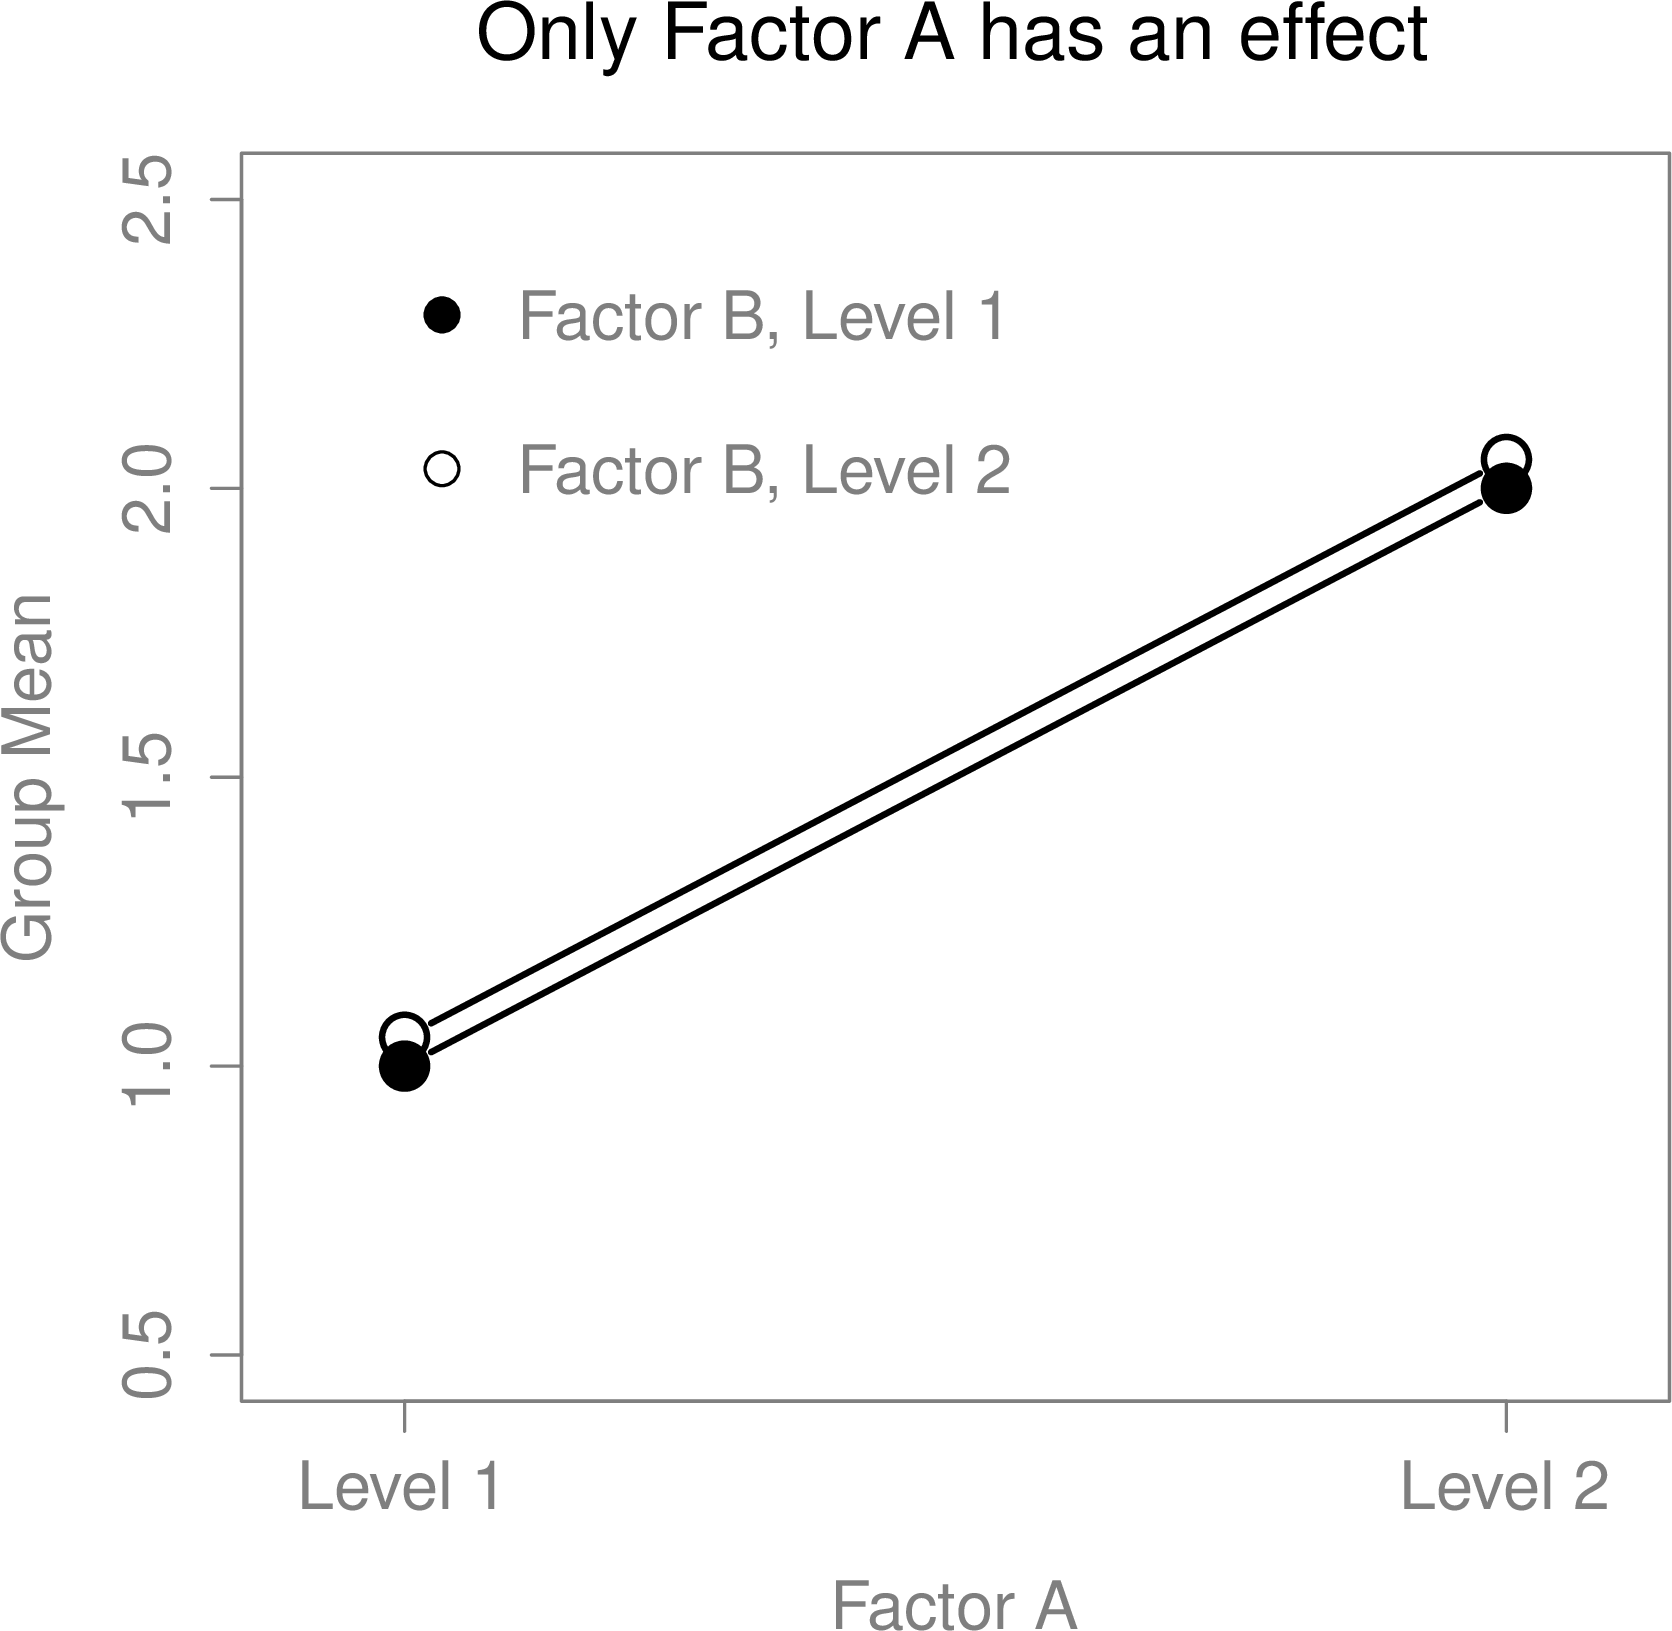 Only Factor A has an effect
2.5
2.0
1.5
1.0
0.5
Group Mean
Factor B, Level 1
Factor B, Level 2
Level 1
Level 2
Factor A